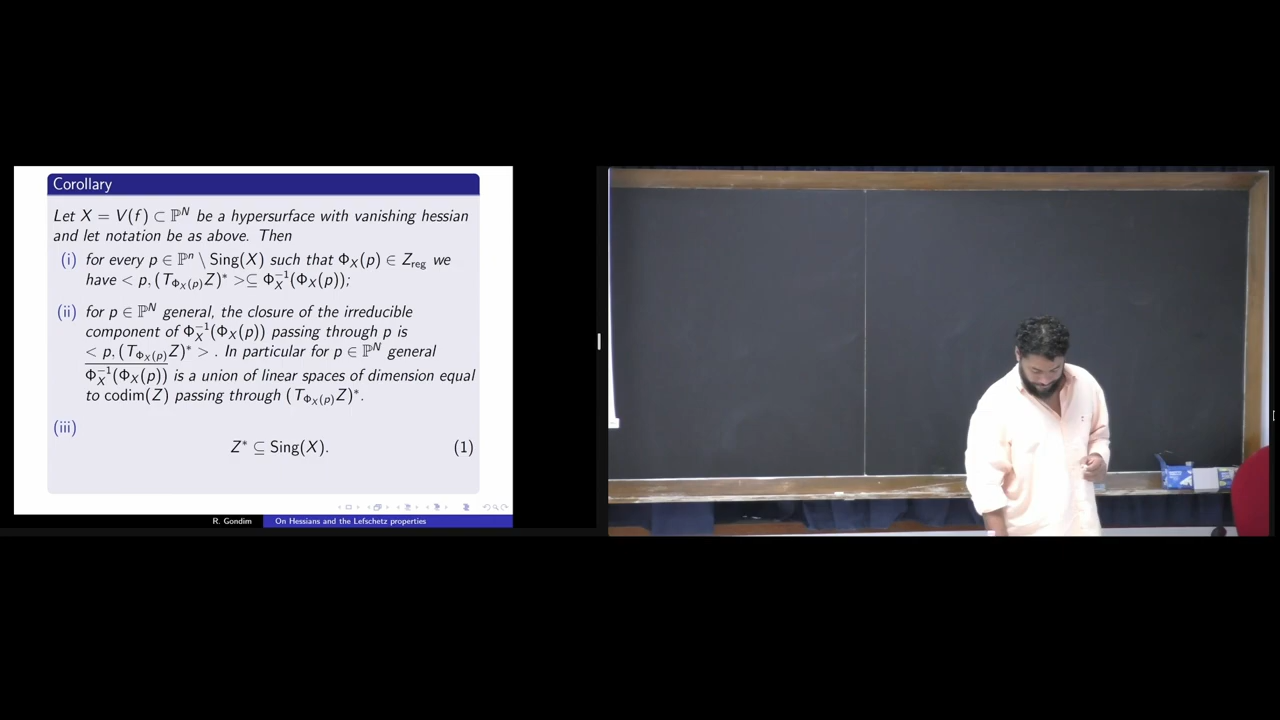 Corollary
Let X = V(f) ⊂ ℙ^N be a hypersurface with vanishing hessian
and let notation be as above. Then
(i) for every p ∈ ℙ^n \ Sing(X) such that Φ_X(p) ∈ Z_reg we
have < p, (T_{Φ_X(p)}Z)^* >⊆ Φ_X^{-1}(Φ_X(p));
(ii) for p ∈ ℙ^N general, the closure of the irreducible
component of Φ_X^{-1}(Φ_X(p)) passing through p is
< p, (T_{Φ_X(p)}Z)^* > . In particular for p ∈ ℙ^N general
\overline{Φ_X^{-1}(Φ_X(p))} is a union of linear spaces of dimension equal
to codim(Z) passing through (T_{Φ_X(p)}Z)^*.
(iii)
Z^* ⊆ Sing(X). (1)
R. Gondim On Hessians and the Lefschetz properties